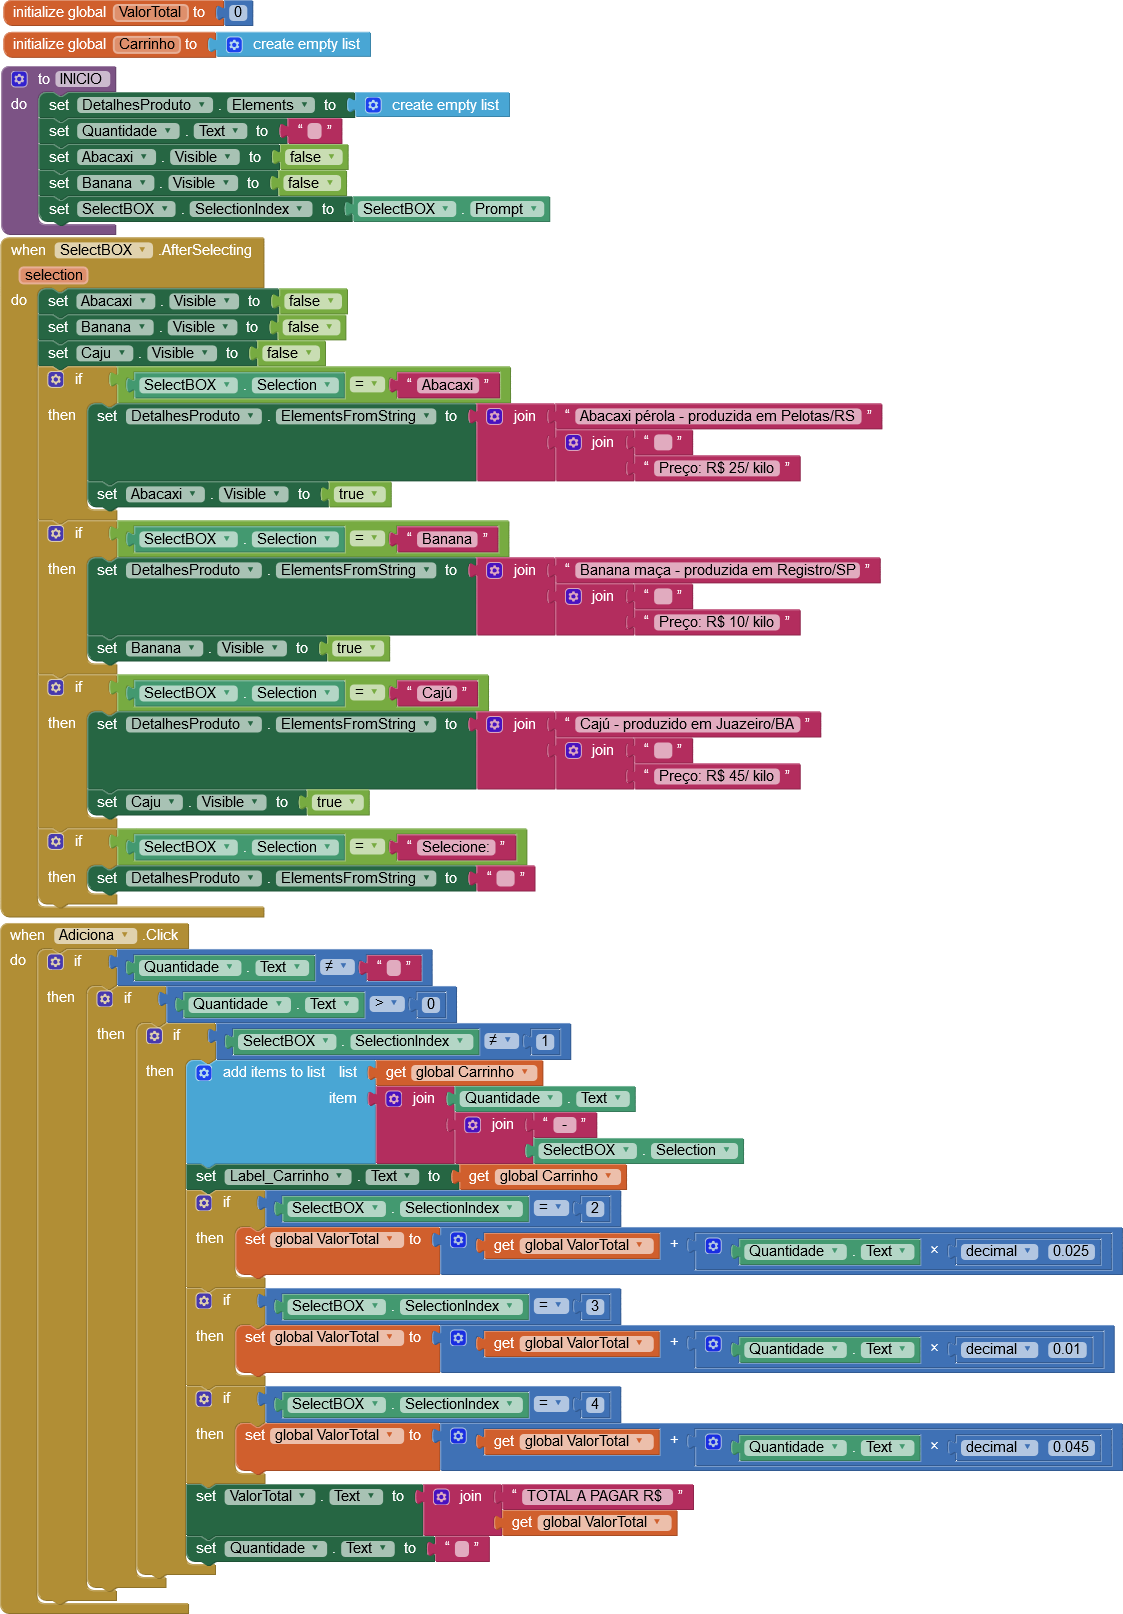 initialize global ValorTotal to 0
initialize global Carrinho to create empty list
to INICIO
do set DetalhesProduto . Elements to create empty list
set Quantidade . Text to “ ”
set Abacaxi . Visible to false
set Banana . Visible to false
set SelectBOX . SelectionIndex to SelectBOX . Prompt
when SelectBOX .AfterSelecting
selection
do set Abacaxi . Visible to false
set Banana . Visible to false
set Caju . Visible to false
if SelectBOX . Selection = “ Abacaxi ”
then set DetalhesProduto . ElementsFromString to join “ Abacaxi pérola - produzida em Pelotas/RS ”
join “ ”
“ Preço: R$ 25/ kilo ”
set Abacaxi . Visible to true
if SelectBOX . Selection = “ Banana ”
then set DetalhesProduto . ElementsFromString to join “ Banana maça - produzida em Registro/SP ”
join “ ”
“ Preço: R$ 10/ kilo ”
set Banana . Visible to true
if SelectBOX . Selection = “ Cajú ”
then set DetalhesProduto . ElementsFromString to join “ Cajú - produzido em Juazeiro/BA ”
join “ ”
“ Preço: R$ 45/ kilo ”
set Caju . Visible to true
if SelectBOX . Selection = “ Selecione: ”
then set DetalhesProduto . ElementsFromString to “ ”
when Adiciona .Click
do if Quantidade . Text ≠ “ ”
then if Quantidade . Text > 0
then if SelectBOX . SelectionIndex ≠ 1
then add items to list list get global Carrinho
item join Quantidade . Text
join “ - ”
SelectBOX . Selection
set Label_Carrinho . Text to get global Carrinho
if SelectBOX . SelectionIndex = 2
then set global ValorTotal to get global ValorTotal + Quantidade . Text × decimal 0.025
if SelectBOX . SelectionIndex = 3
then set global ValorTotal to get global ValorTotal + Quantidade . Text × decimal 0.01
if SelectBOX . SelectionIndex = 4
then set global ValorTotal to get global ValorTotal + Quantidade . Text × decimal 0.045
set ValorTotal . Text to join “ TOTAL A PAGAR R$ ”
get global ValorTotal
set Quantidade . Text to “ ”